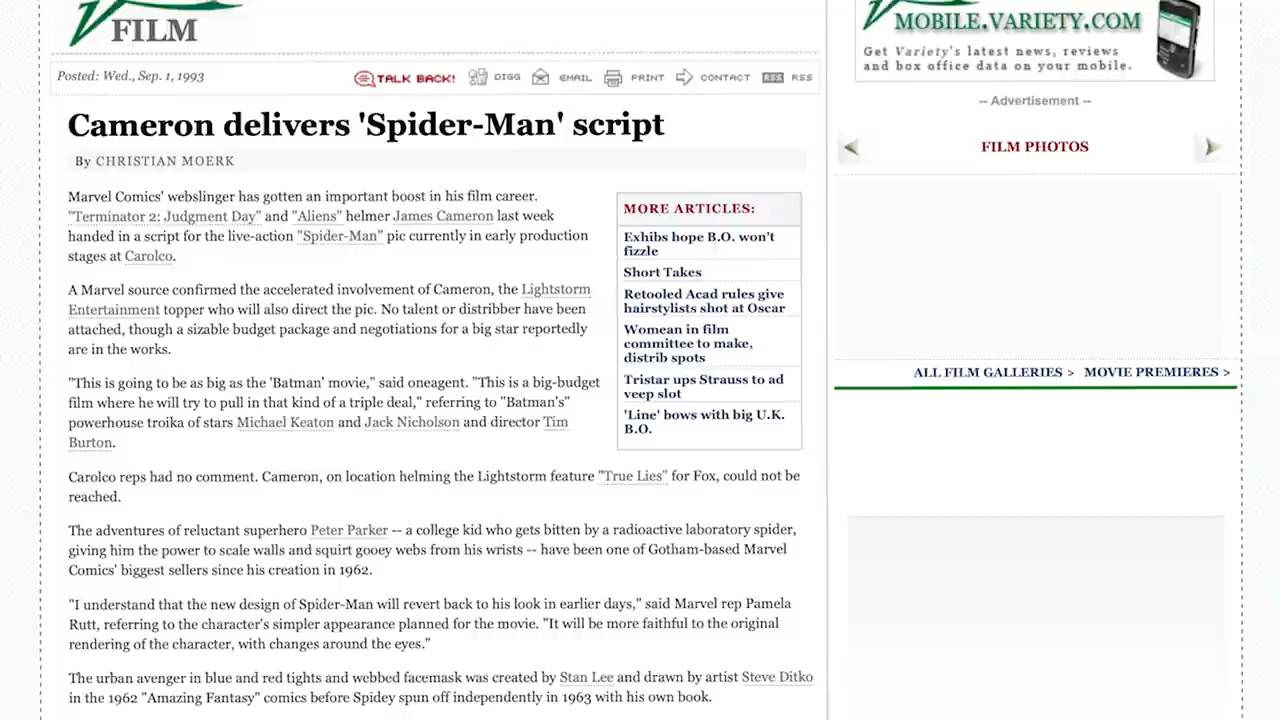 FILM
Posted: Wed., Sep. 1, 1993
TALK BACK!
DIGG
EMAIL
PRINT
CONTACT
RSS
RSS
Cameron delivers 'Spider-Man' script
By CHRISTIAN MOERK
Marvel Comics' webslinger has gotten an important boost in his film career.
"Terminator 2: Judgment Day" and "Aliens" helmer James Cameron last week
handed in a script for the live-action "Spider-Man" pic currently in early production
stages at Carolco.
A Marvel source confirmed the accelerated involvement of Cameron, the Lightstorm
Entertainment topper who will also direct the pic. No talent or distribber have been
attached, though a sizable budget package and negotiations for a big star reportedly
are in the works.
"This is going to be as big as the 'Batman' movie," said oneagent. "This is a big-budget
film where he will try to pull in that kind of a triple deal," referring to "Batman's"
powerhouse troika of stars Michael Keaton and Jack Nicholson and director Tim
Burton.
Carolco reps had no comment. Cameron, on location helming the Lightstorm feature "True Lies" for Fox, could not be
reached.
The adventures of reluctant superhero Peter Parker -- a college kid who gets bitten by a radioactive laboratory spider,
giving him the power to scale walls and squirt gooey webs from his wrists -- have been one of Gotham-based Marvel
Comics' biggest sellers since his creation in 1962.
"I understand that the new design of Spider-Man will revert back to his look in earlier days," said Marvel rep Pamela
Rutt, referring to the character's simpler appearance planned for the movie. "It will be more faithful to the original
rendering of the character, with changes around the eyes."
The urban avenger in blue and red tights and webbed facemask was created by Stan Lee and drawn by artist Steve Ditko
in the 1962 "Amazing Fantasy" comics before Spidey spun off independently in 1963 with his own book.
MORE ARTICLES:
Exhibs hope B.O. won't
fizzle
Short Takes
Retooled Acad rules give
hairstylists shot at Oscar
Womean in film
committee to make,
distrib spots
Tristar ups Strauss to ad
veep slot
'Line' bows with big U.K.
B.O.
MOBILE.VARIETY.COM
Get Variety's latest news, reviews
and box office data on your mobile.
-- Advertisement --
FILM PHOTOS
ALL FILM GALLERIES > MOVIE PREMIERES >